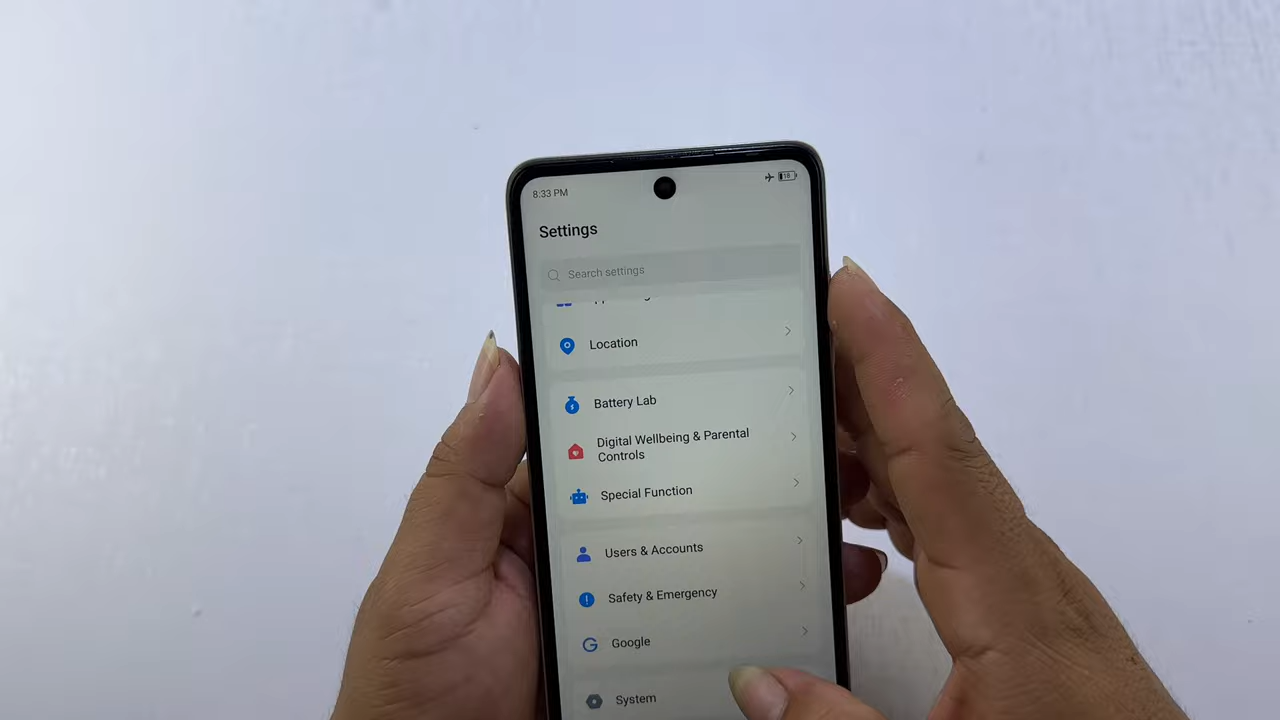 8:33 PM
18
Settings
Search settings
Location
Battery Lab
Digital Wellbeing & Parental
Controls
Special Function
Users & Accounts
Safety & Emergency
Google
System